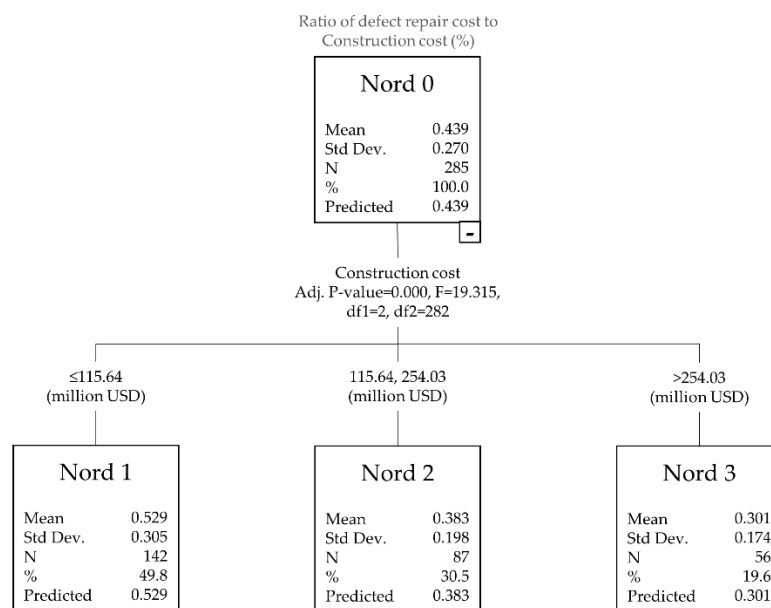 Ratio of defect repair cost to
Construction cost (%)
Nord 0
Mean 0.439
Std Dev. 0.270
N 285
% 100.0
Predicted 0.439
-
Construction cost
Adj. P-value=0.000, F=19.315,
df1=2, df2=282
≤115.64
(million USD)
115.64, 254.03
(million USD)
>254.03
(million USD)
Nord 1
Mean 0.529
Std Dev. 0.305
N 142
% 49.8
Predicted 0.529
Nord 2
Mean 0.383
Std Dev. 0.198
N 87
% 30.5
Predicted 0.383
Nord 3
Mean 0.301
Std Dev. 0.174
N 56
% 19.6
Predicted 0.301